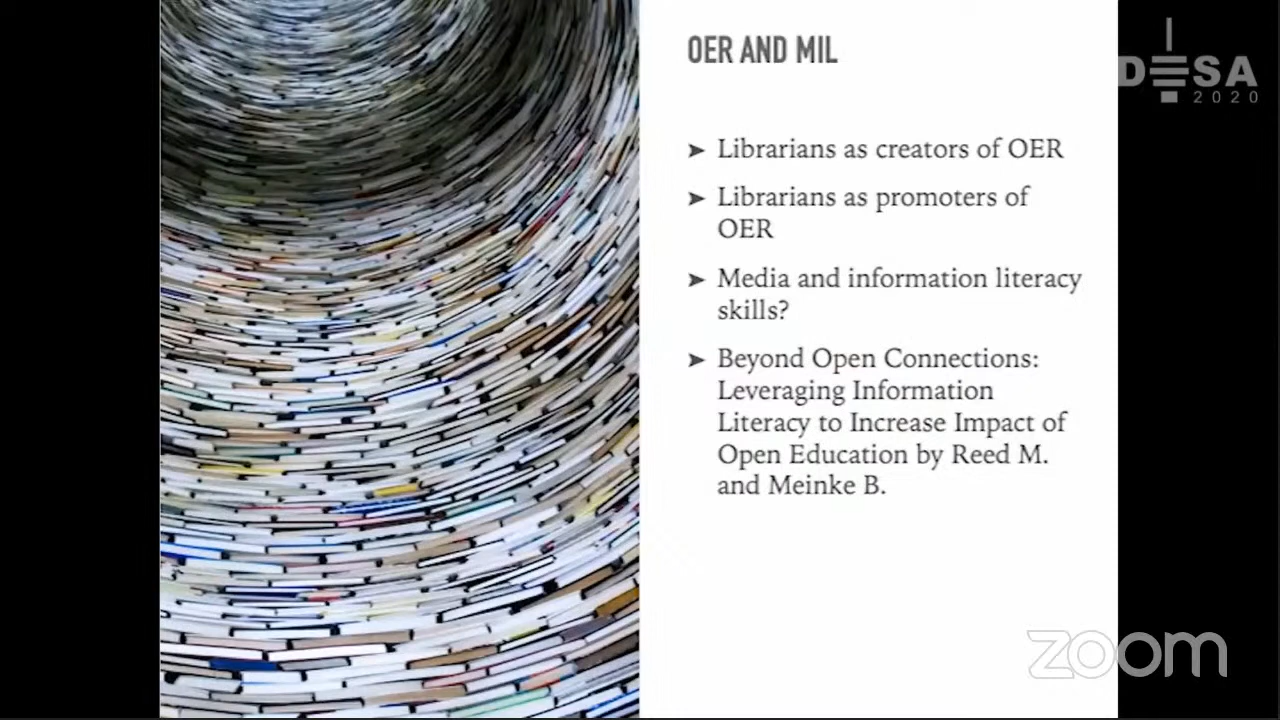 OER AND MIL
DESA
2020
➤ Librarians as creators of OER
➤ Librarians as promoters of
OER
➤ Media and information literacy
skills?
➤ Beyond Open Connections:
Leveraging Information
Literacy to Increase Impact of
Open Education by Reed M.
and Meinke B.
zoom